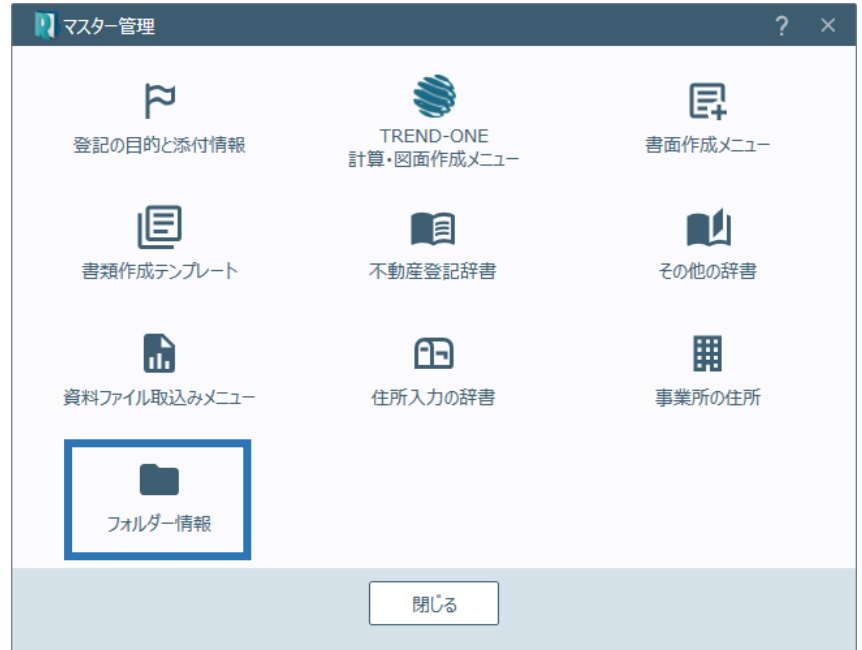 マスター管理
?
×
登記の目的と添付情報
TREND-ONE
計算・図面作成メニュー
書面作成メニュー
書類作成テンプレート
不動産登記辞書
その他の辞書
資料ファイル取込みメニュー
住所入力の辞書
事業所の住所
フォルダー情報
閉じる